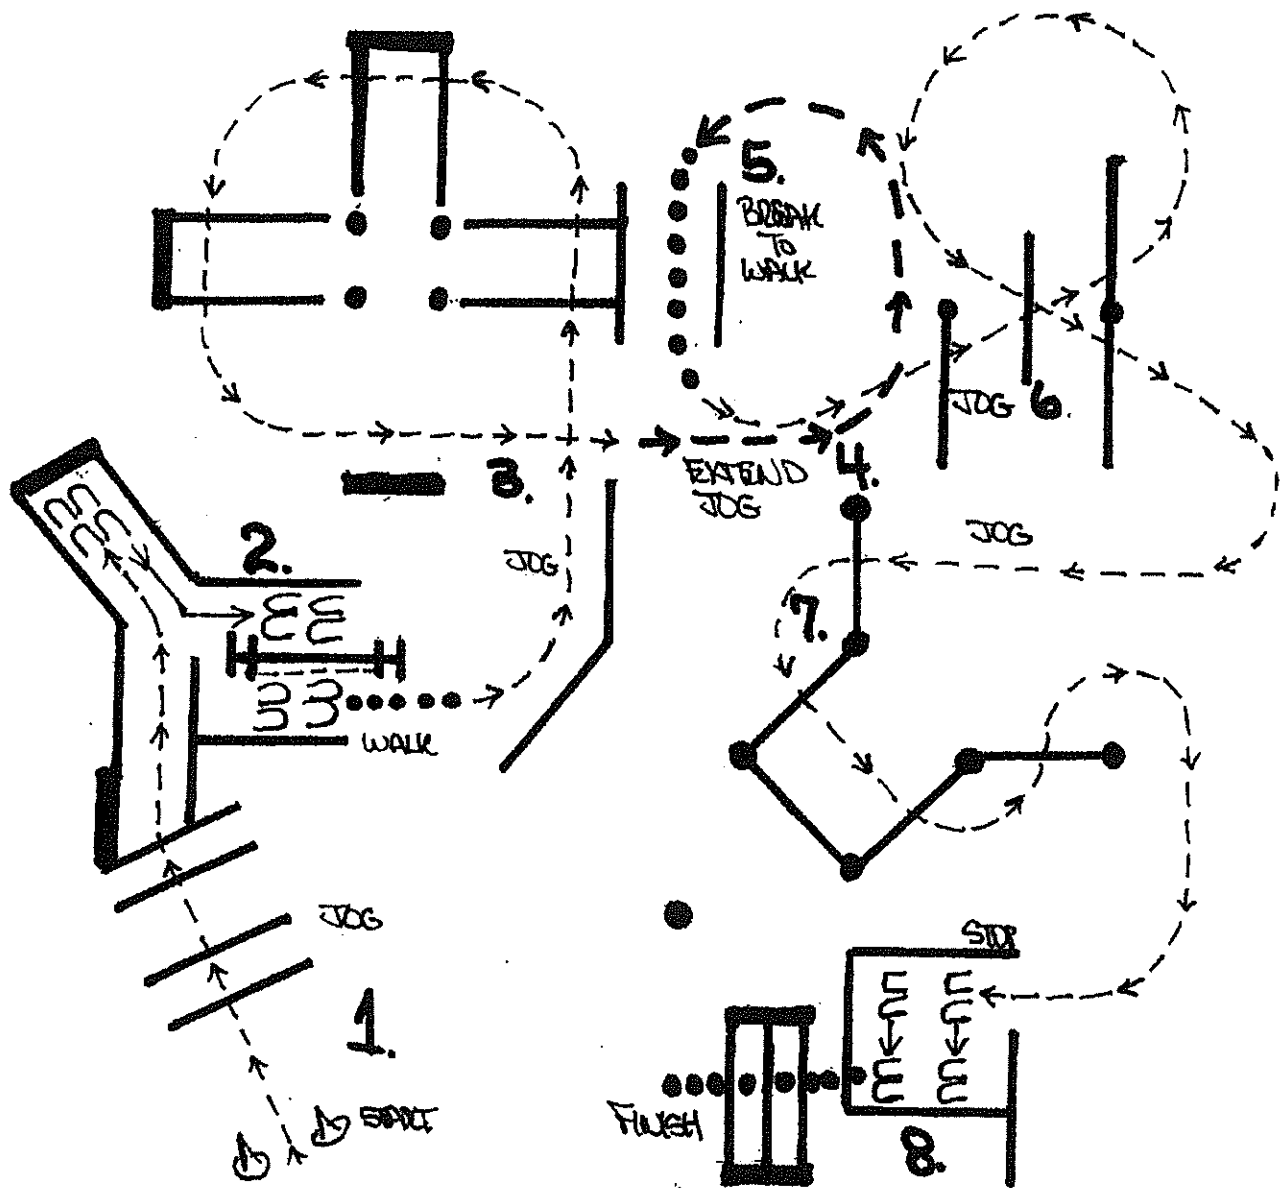 5.
BREAK
TO
WALK
JOG 6.
3.
4.
EXTEND
JOG
2.
JOG
JOG
7.
WALK
JOG
STOP
1.
START
FINISH
8.